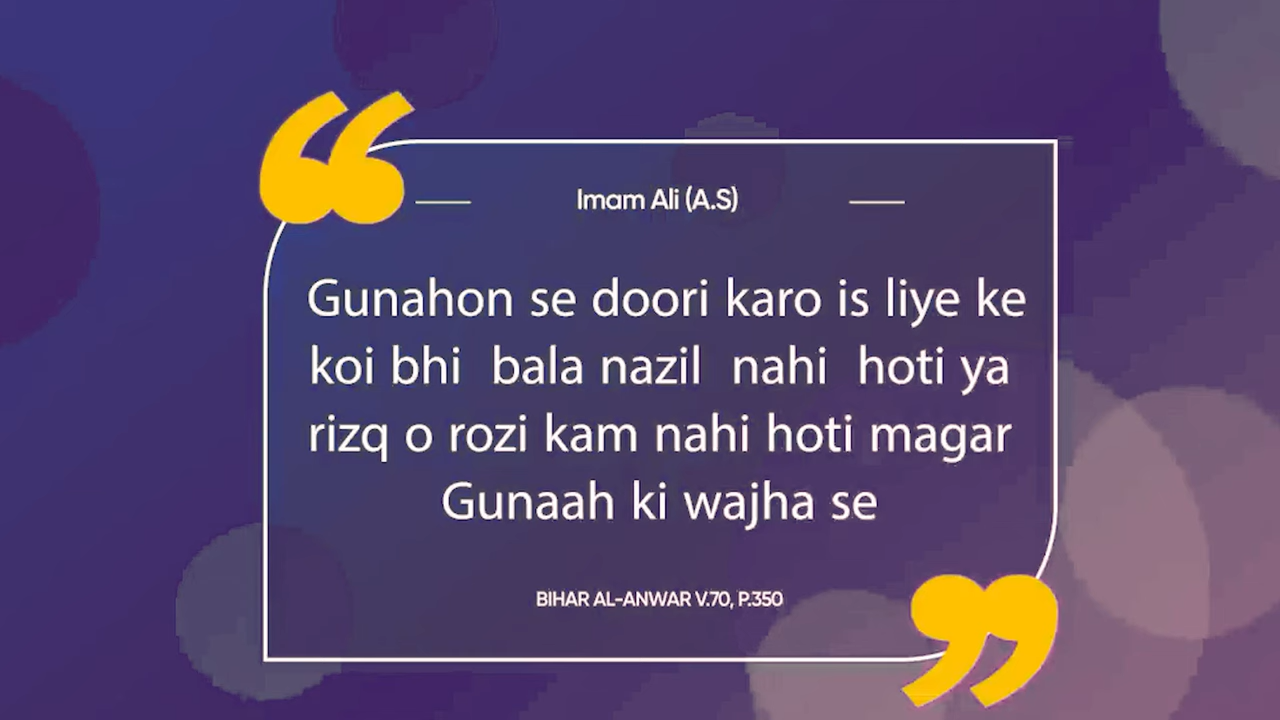 Imam Ali (A.S)
Gunahon se doori karo is liye ke
koi bhi bala nazil nahi hoti ya
rizq o rozi kam nahi hoti magar
Gunaah ki wajha se
BIHAR AL-ANWAR V.70, P.350